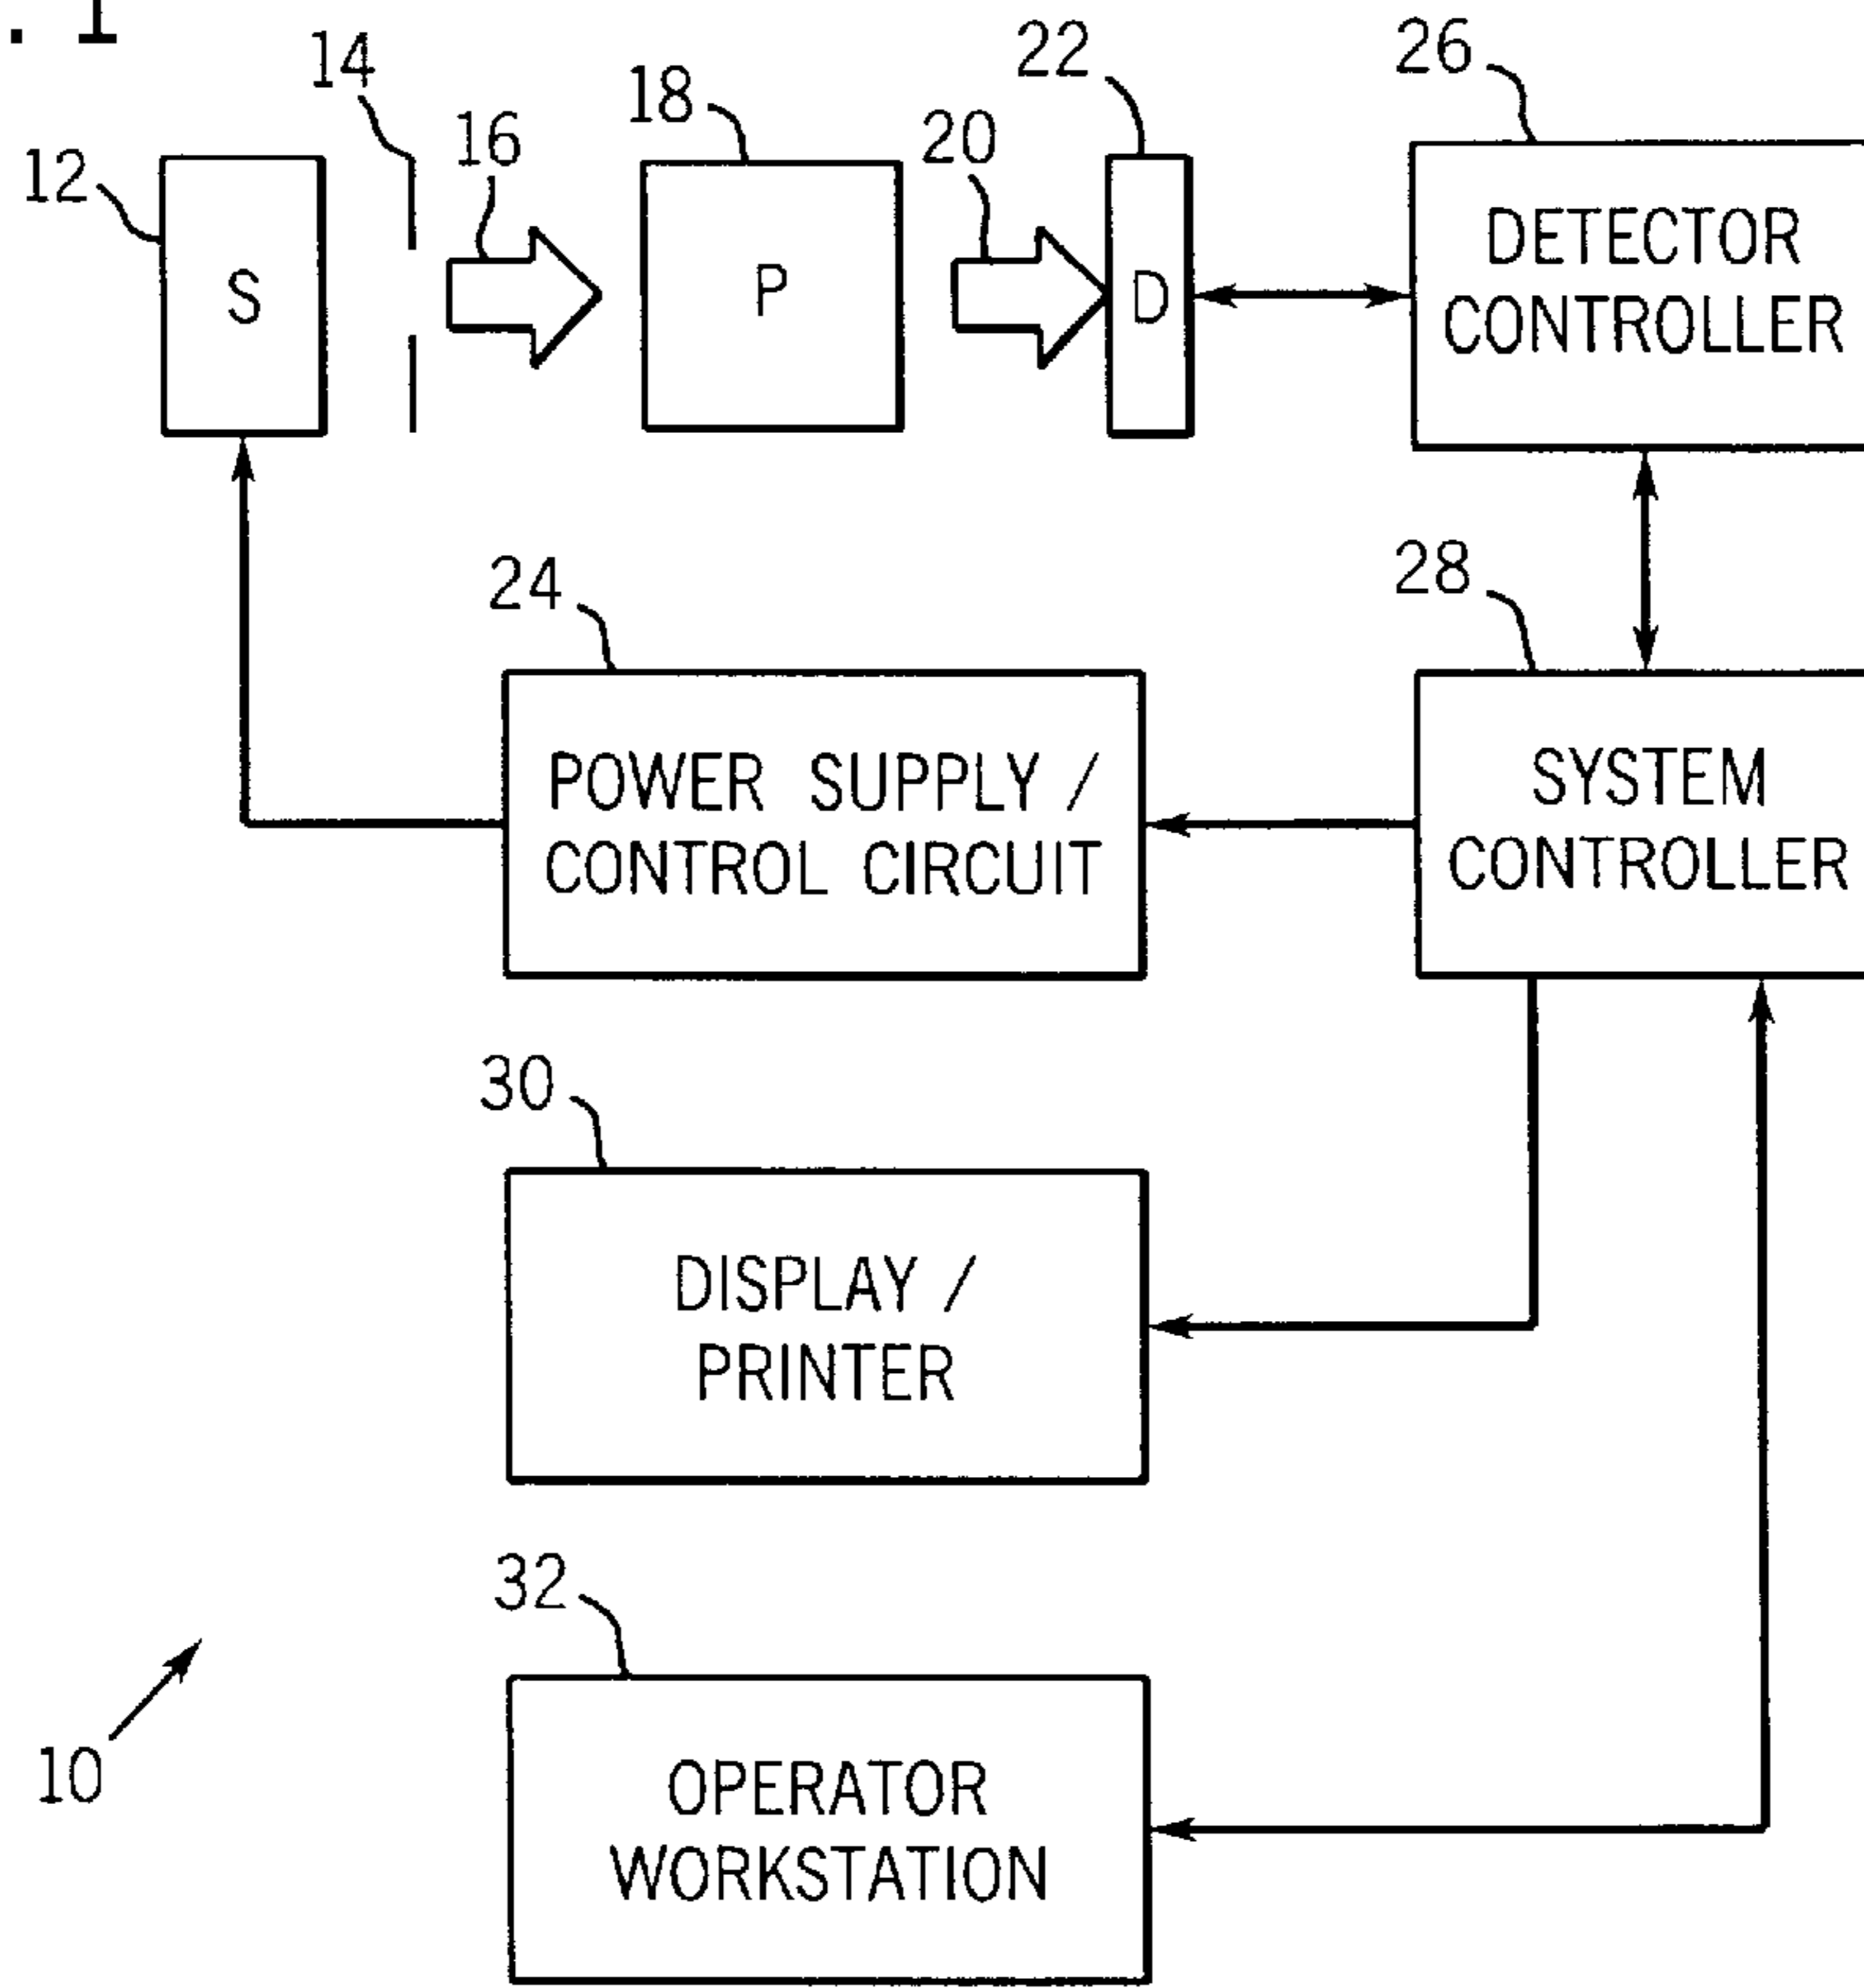 . 1
14
22
26
12
16
18
20
S
P
D
DETECTOR
CONTROLLER
24
28
POWER SUPPLY /
CONTROL CIRCUIT
SYSTEM
CONTROLLER
30
DISPLAY /
PRINTER
32
10
OPERATOR
WORKSTATION